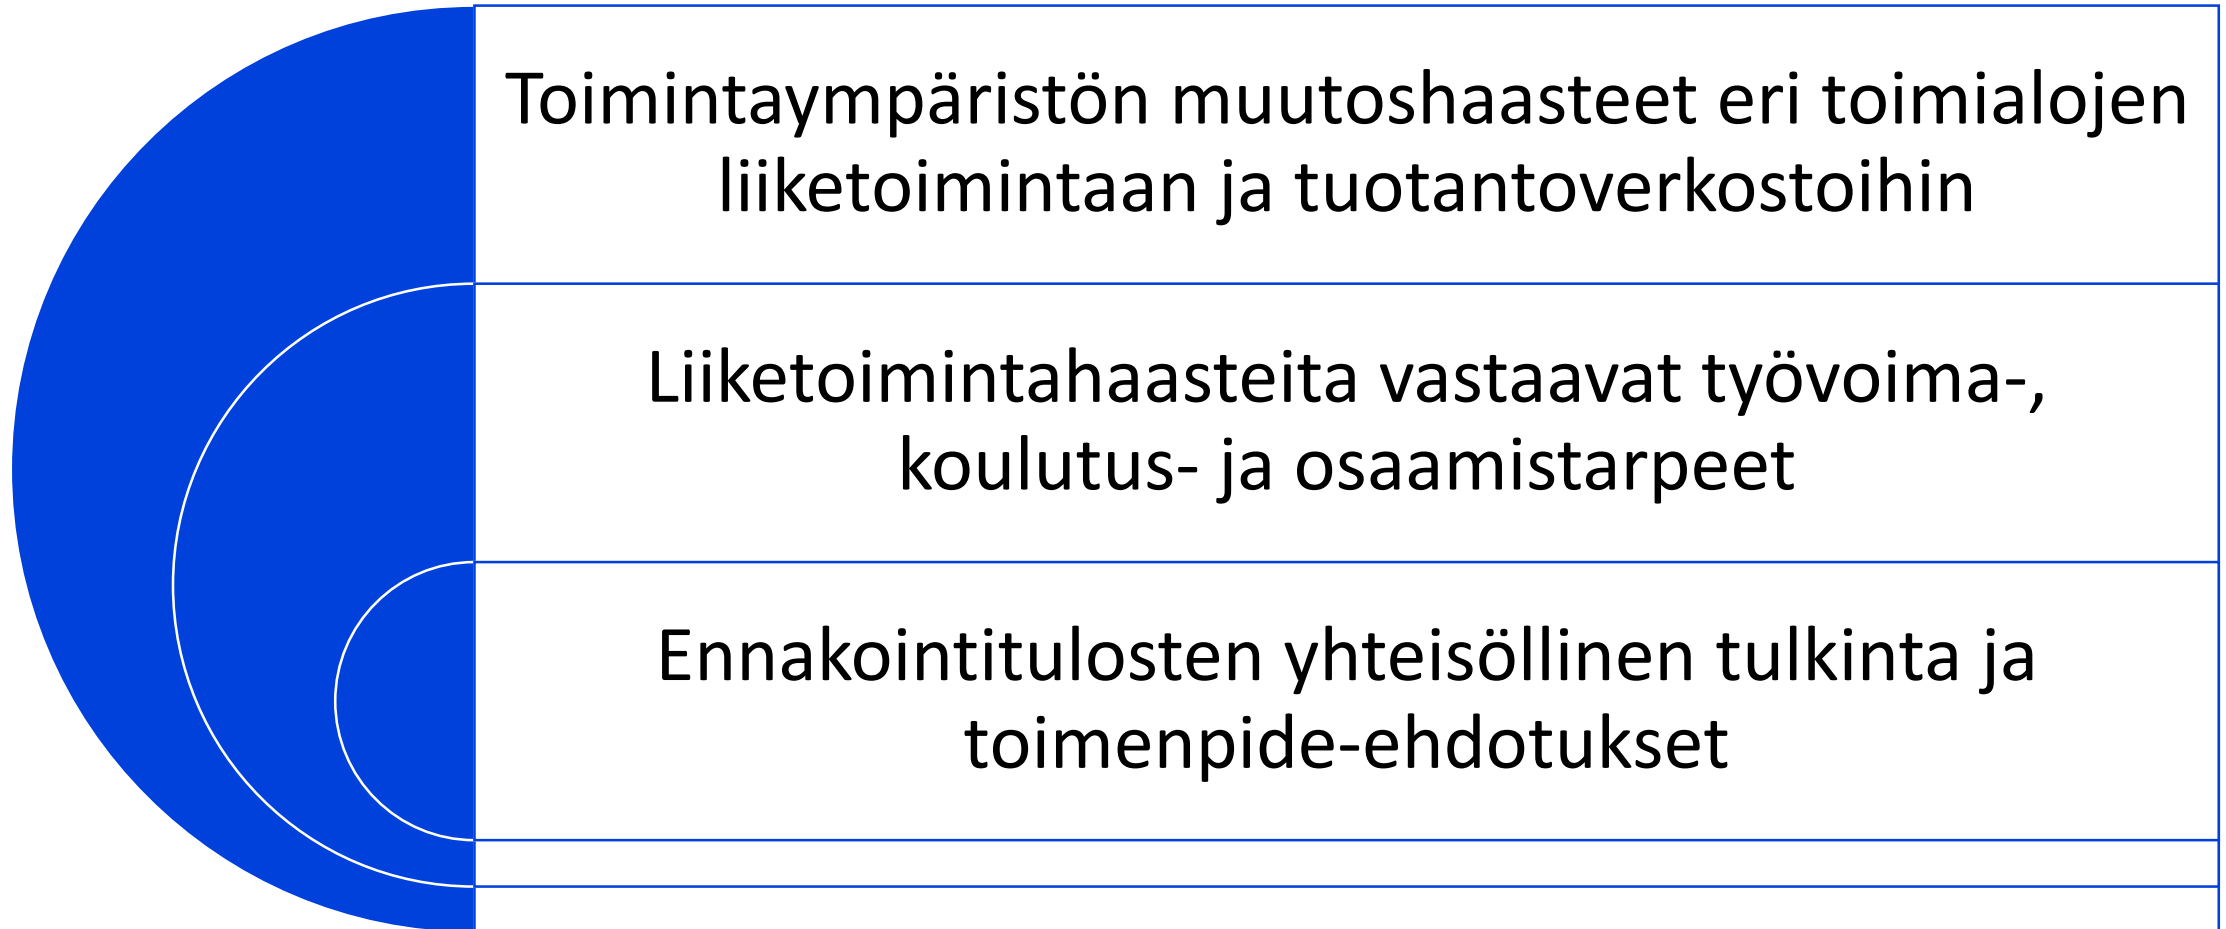 Toimintaympäristön muutoshaasteet eri toimialojen
liiketoimintaan ja tuotantoverkostoihin
Liiketoimintahaasteita vastaavat työvoima-,
koulutus- ja osaamistarpeet
Ennakointitulosten yhteisöllinen tulkinta ja
toimenpide-ehdotukset